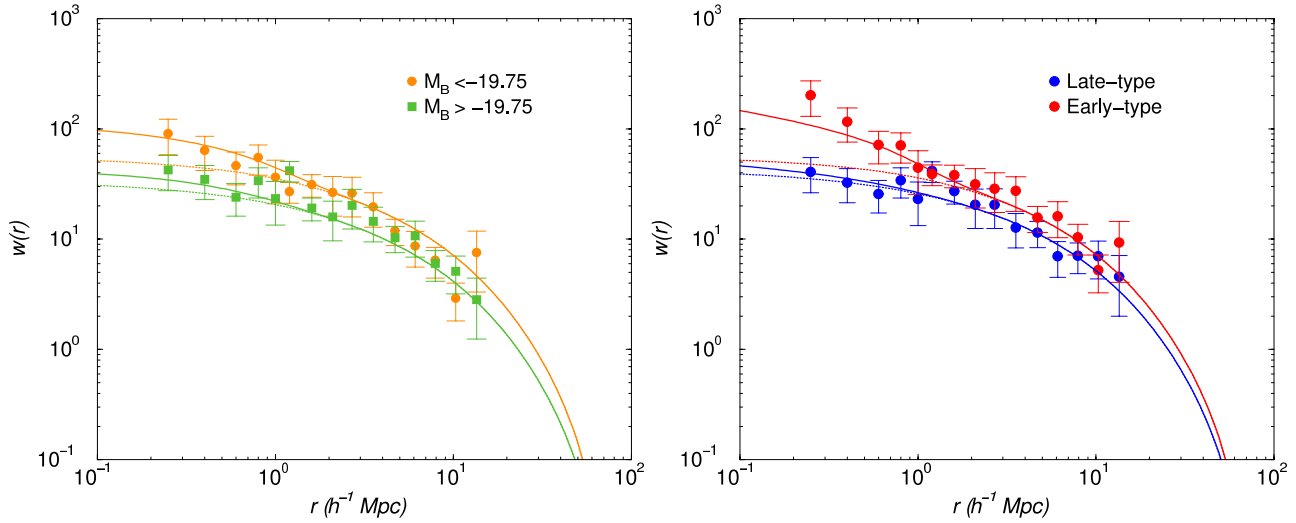 10³
10²
10¹
10⁰
10⁻¹
w(r)
M_B <−19.75
M_B >−19.75
10⁻¹ 10⁰ 10¹ 10²
r (h⁻¹ Mpc)
10³
10²
10¹
10⁰
10⁻¹
w(r)
Late−type
Early−type
10⁻¹ 10⁰ 10¹ 10²
r (h⁻¹ Mpc)